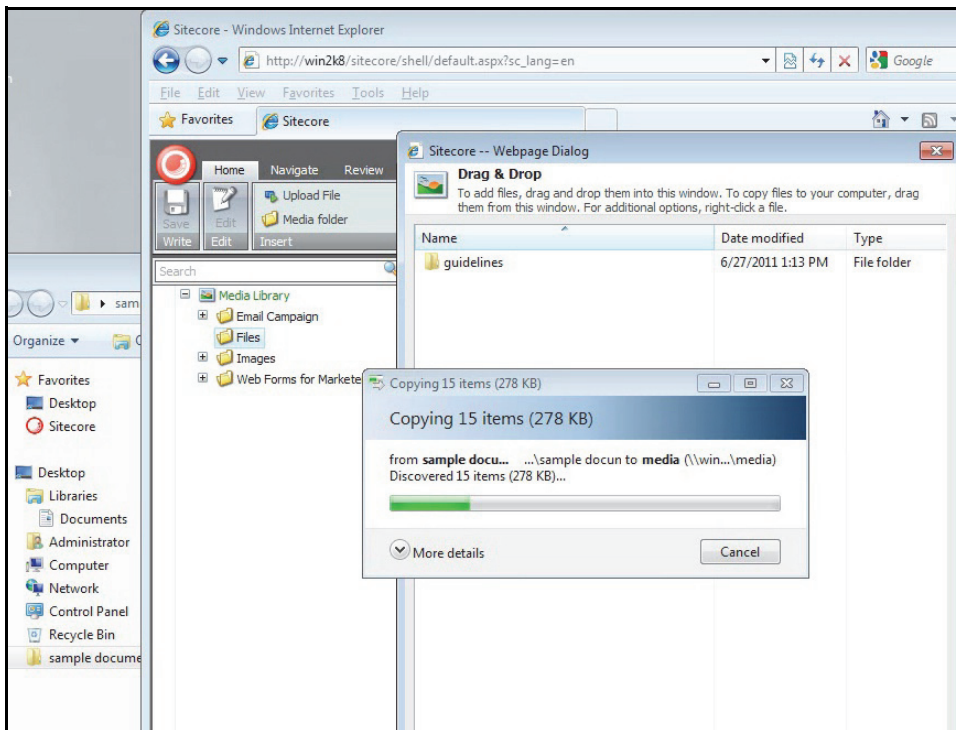 Sitecore - Windows Internet Explorer
http://win2k8/sitecore/shell/default.aspx?sc_lang=en
Google
File Edit View Favorites Tools Help
Favorites
Sitecore
Home Navigate Review
Save
Edit
Upload File
Media folder
Write Edit Insert
Search
Media Library
Email Campaign
Files
Images
Web Forms for Markete
Sitecore -- Webpage Dialog
Drag & Drop
To add files, drag and drop them into this window. To copy files to your computer, drag
them from this window. For additional options, right-click a file.
Name Date modified Type
guidelines 6/27/2011 1:13 PM File folder
Copying 15 items (278 KB)
Copying 15 items (278 KB)
from sample docu... ...\sample docun to media (\\win...\media)
Discovered 15 items (278 KB)...
More details
Cancel
sam
Organize
Favorites
Desktop
Sitecore
Desktop
Libraries
Documents
Administrator
Computer
Network
Control Panel
Recycle Bin
sample docume